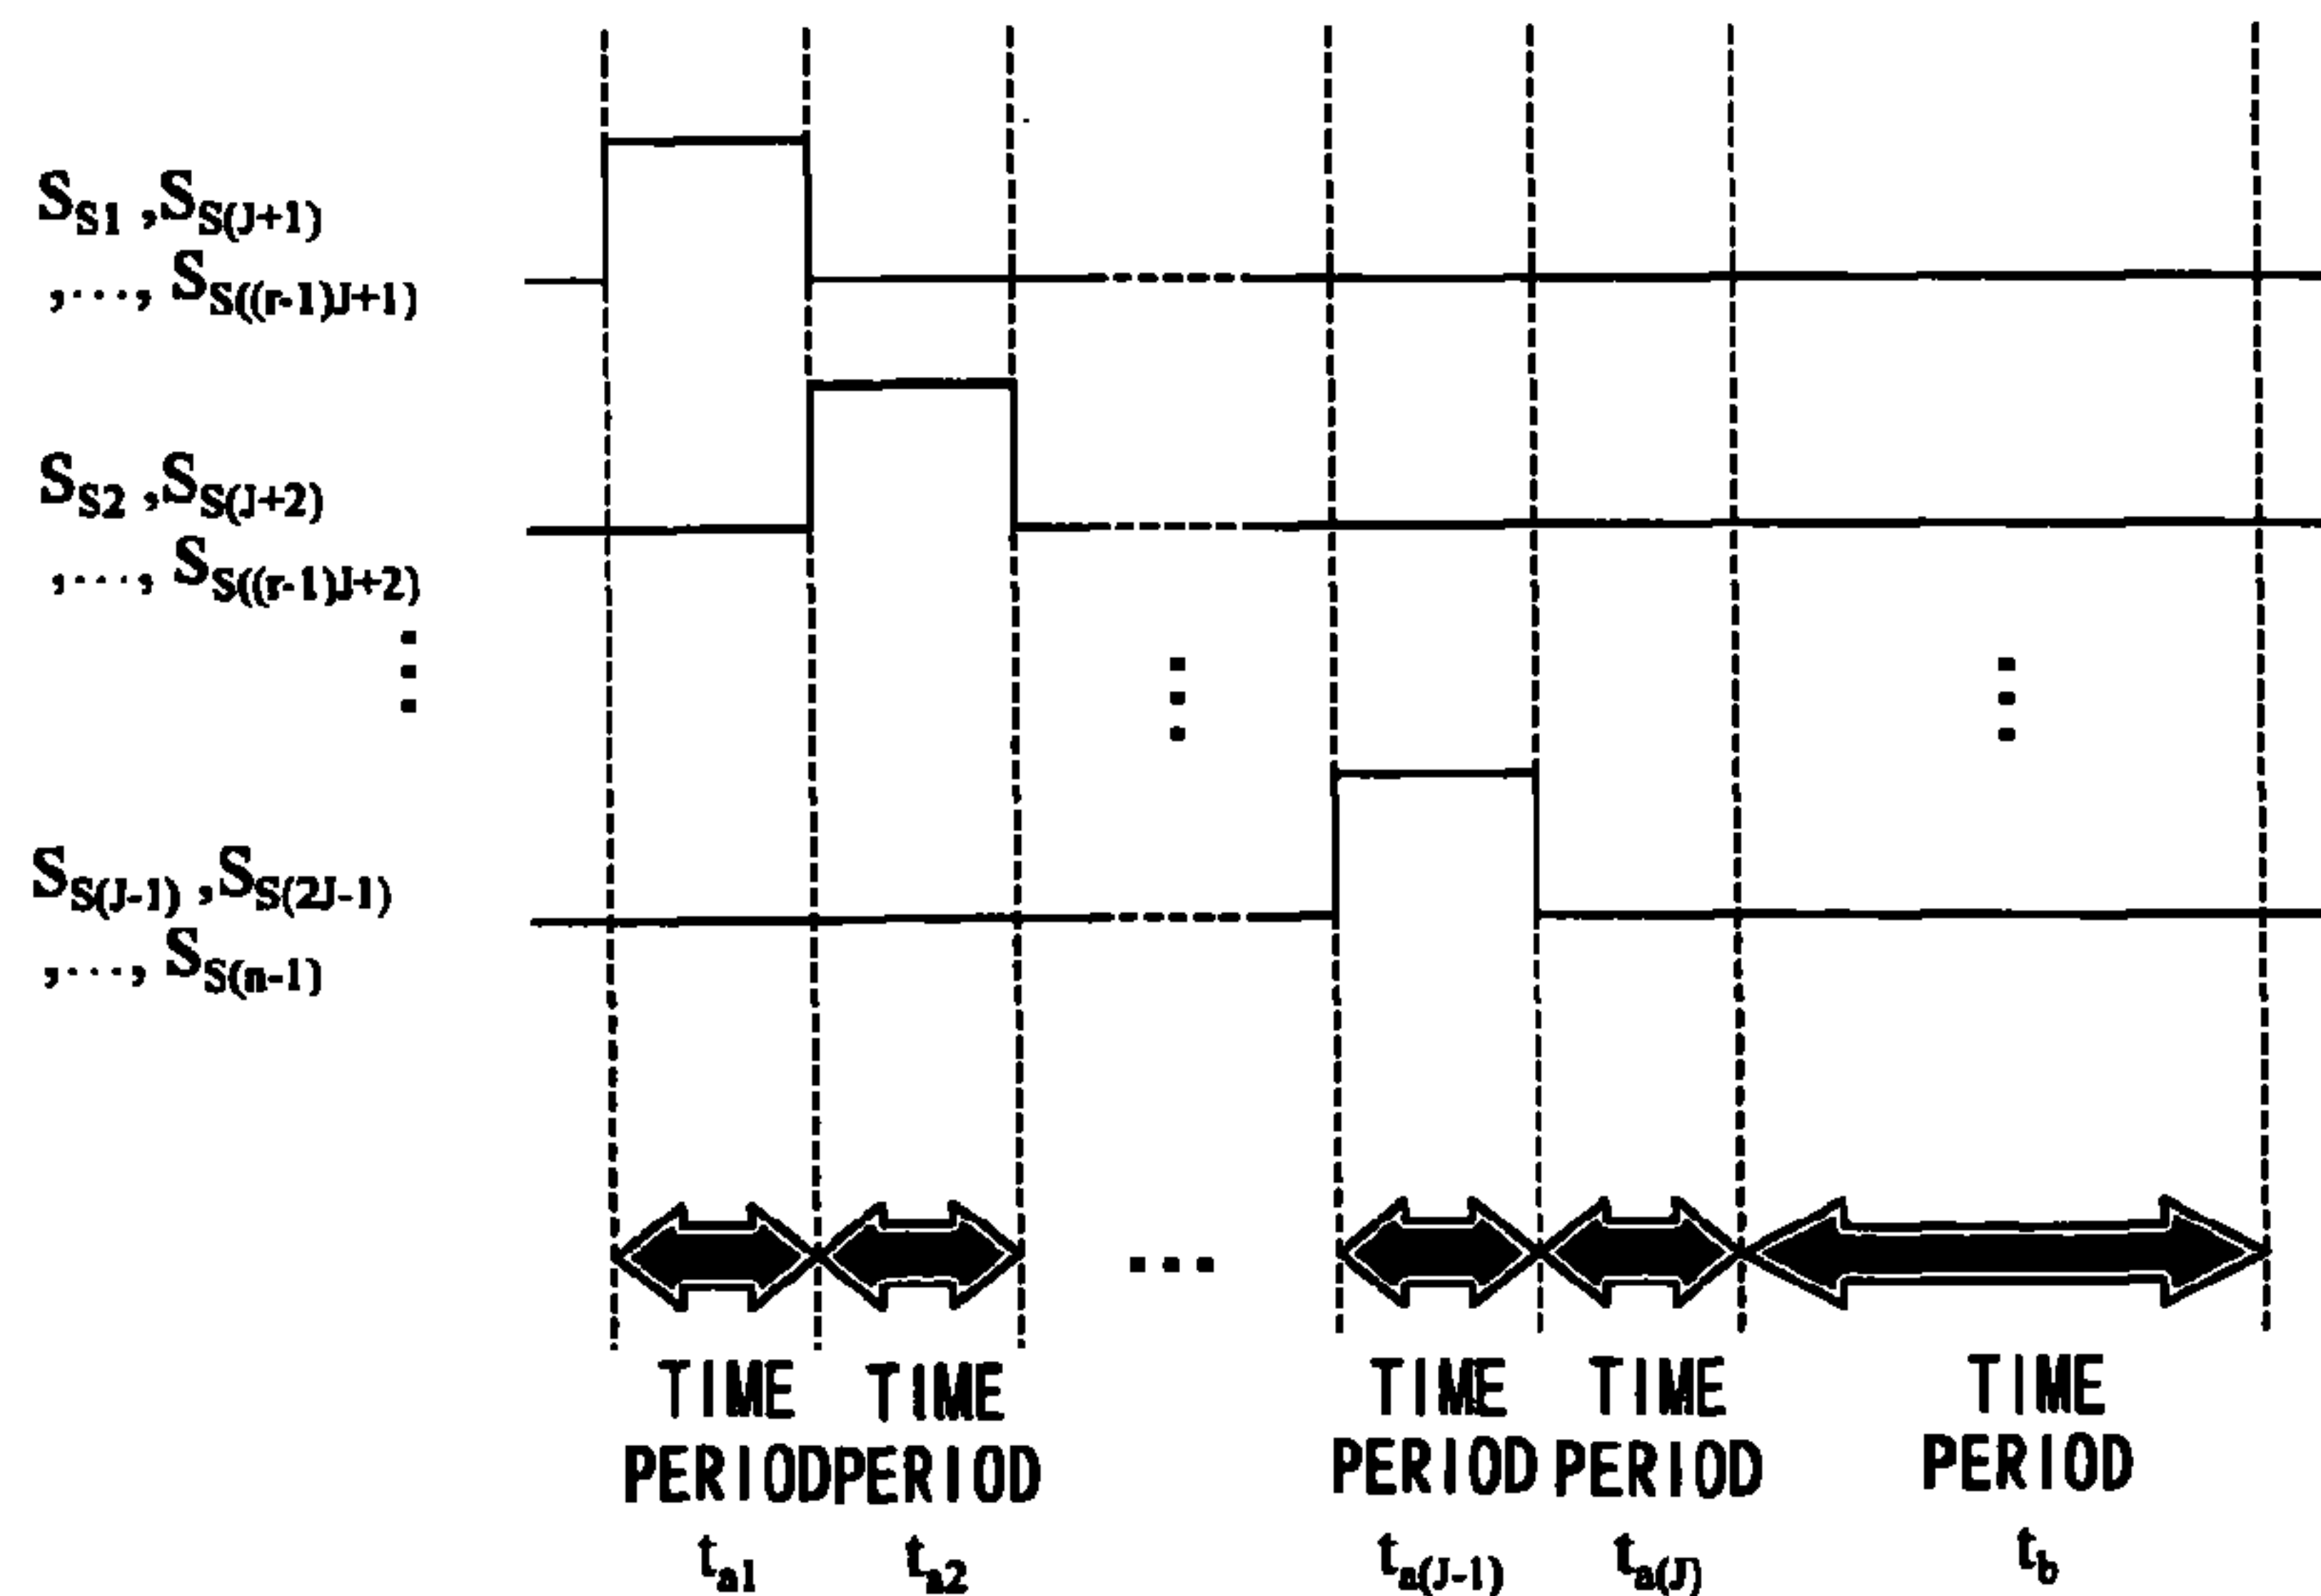 S_S1 ,S_S(J+1)
,..., S_S((r-1)J+1)
S_S2 ,S_S(J+2)
,..., S_S((r-1)J+2)
⋮
⋮
⋮
S_S(J-1) ,S_S(2J-1)
,..., S_S(n-1)
...
TIME TIME TIME TIME TIME
PERIOD PERIOD PERIOD PERIOD PERIOD
t_a1 t_a2 t_a(J-1) t_a(J) t_b